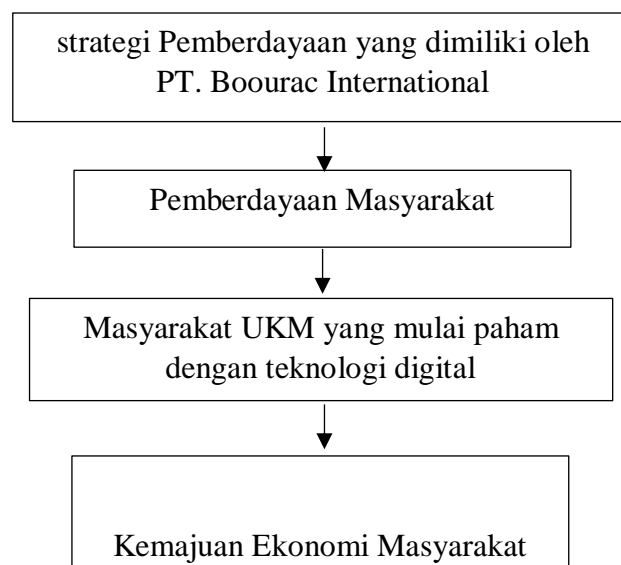 strategi Pemberdayaan yang dimiliki oleh
PT. Boourac International
Pemberdayaan Masyarakat
Masyarakat UKM yang mulai paham
dengan teknologi digital
Kemajuan Ekonomi Masyarakat